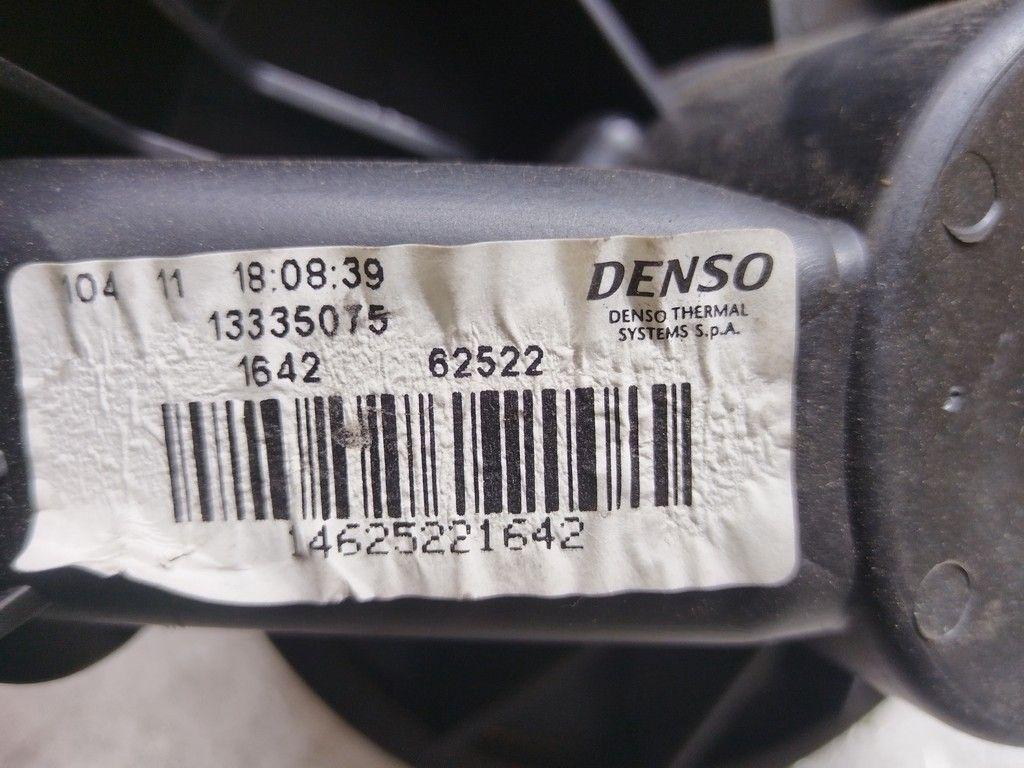 104 11 18:08:39
DENSO
DENSO THERMAL
SYSTEMS S.p.A.
13335075
1642 62522
14625221642